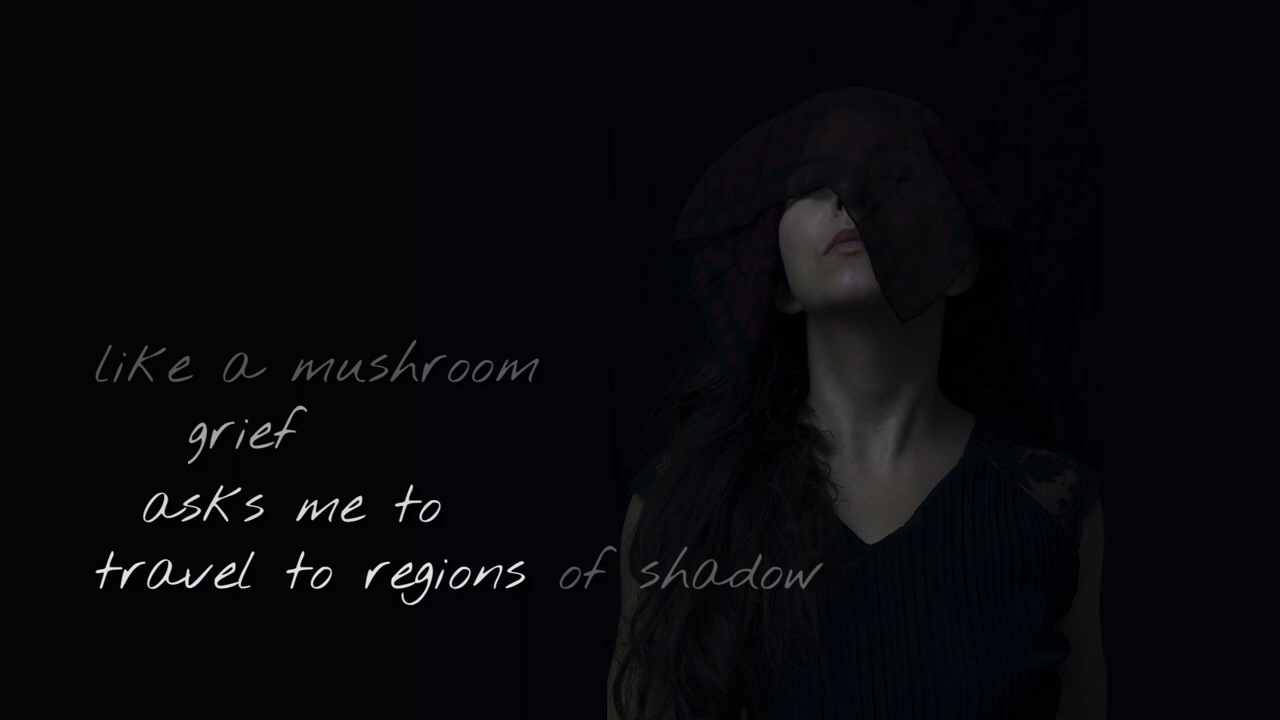 like a mushroom
grief
asks me to
travel to regions of shadow